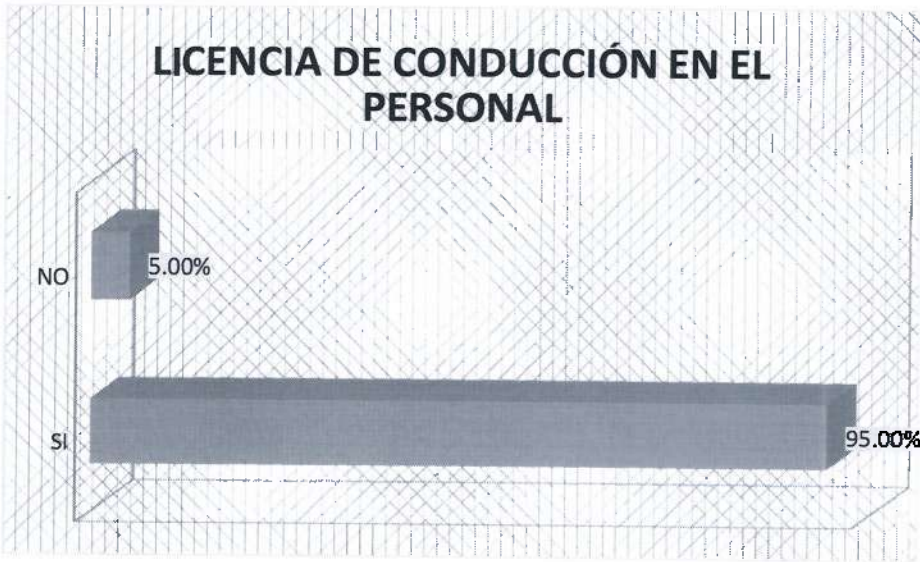 LICENCIA DE CONDUCCIÓN EN EL
PERSONAL
NO
5.00%
SI
95.00%